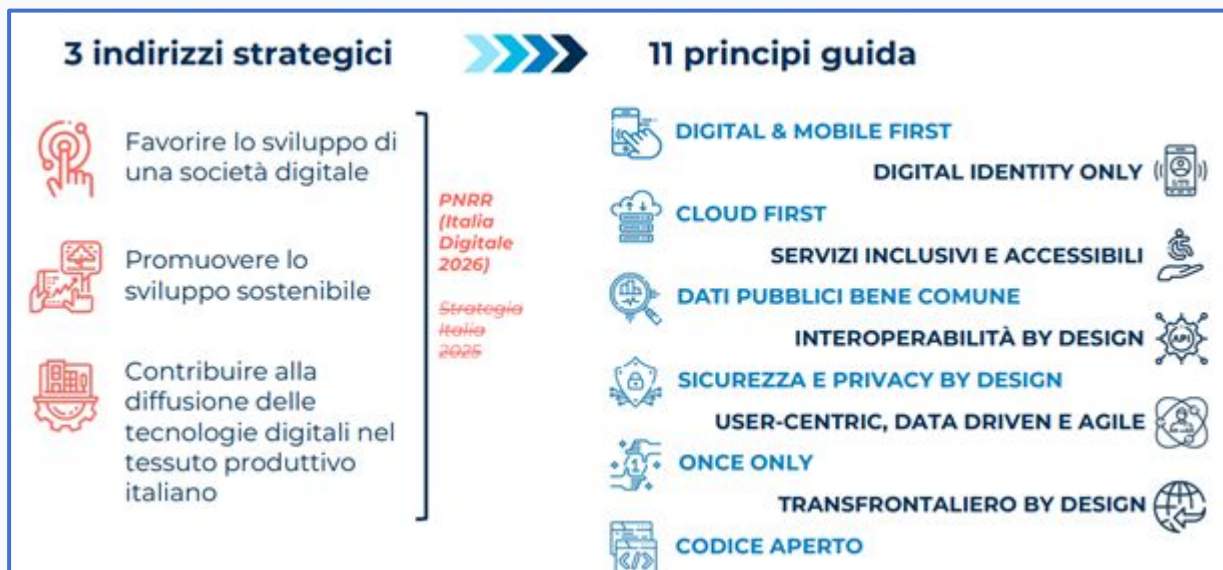 3 indirizzi strategici
Favorire lo sviluppo di
una società digitale
Promuovere lo
sviluppo sostenibile
Contribuire alla
diffusione delle
tecnologie digitali nel
tessuto produttivo
italiano
PNRR
(Italia
Digitale
2026)
Strategia
Italia
2025
11 principi guida
DIGITAL & MOBILE FIRST
DIGITAL IDENTITY ONLY
CLOUD FIRST
SERVIZI INCLUSIVI E ACCESSIBILI
DATI PUBBLICI BENE COMUNE
INTEROPERABILITÀ BY DESIGN
API
SICUREZZA E PRIVACY BY DESIGN
USER-CENTRIC, DATA DRIVEN E AGILE
1
ONCE ONLY
TRANSFRONTALIERO BY DESIGN
</>
CODICE APERTO